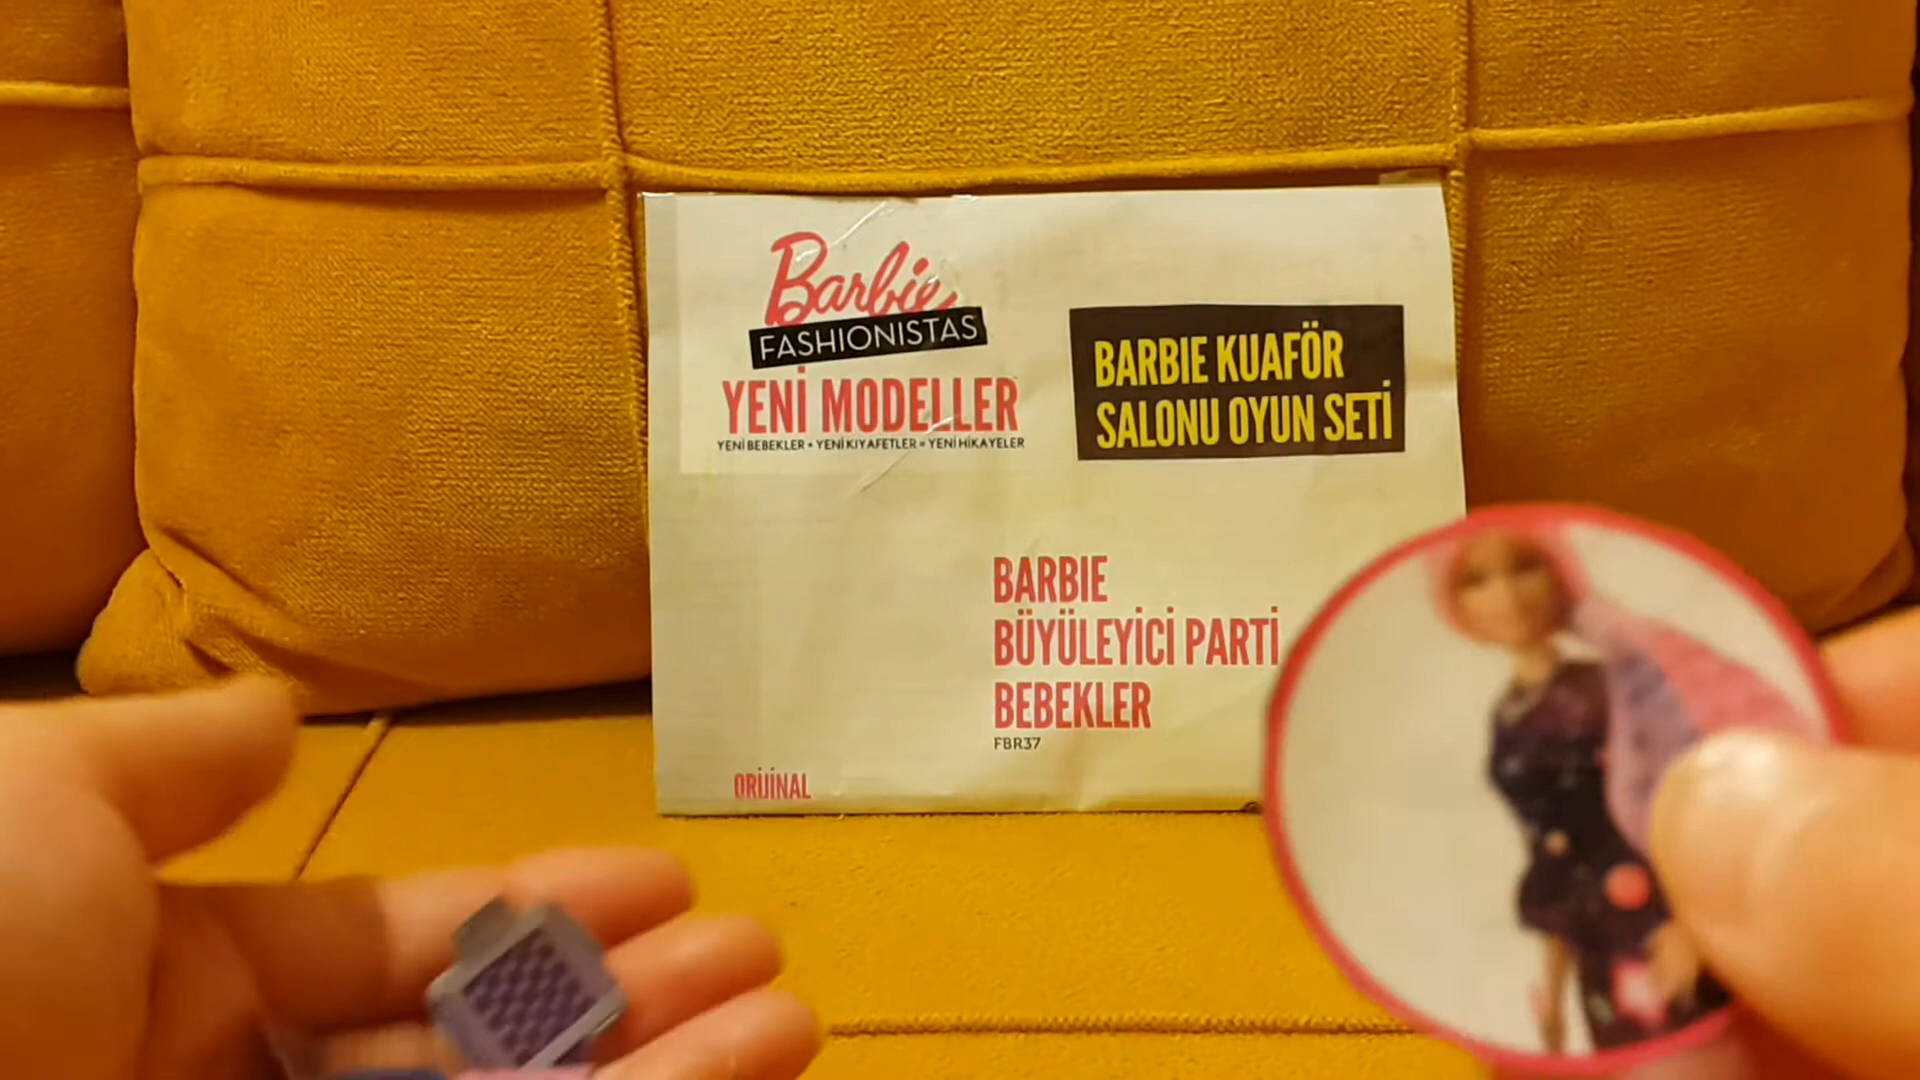 Barbie
FASHIONISTAS
YENİ MODELLER
YENİ BEBEKLER + YENİ KIYAFETLER = YENİ HİKAYELER
BARBIE KUAFÖR
SALONU OYUN SETİ
BARBIE
BÜYÜLEYİCİ PARTİ
BEBEKLER
FBR37
ORİJİNAL